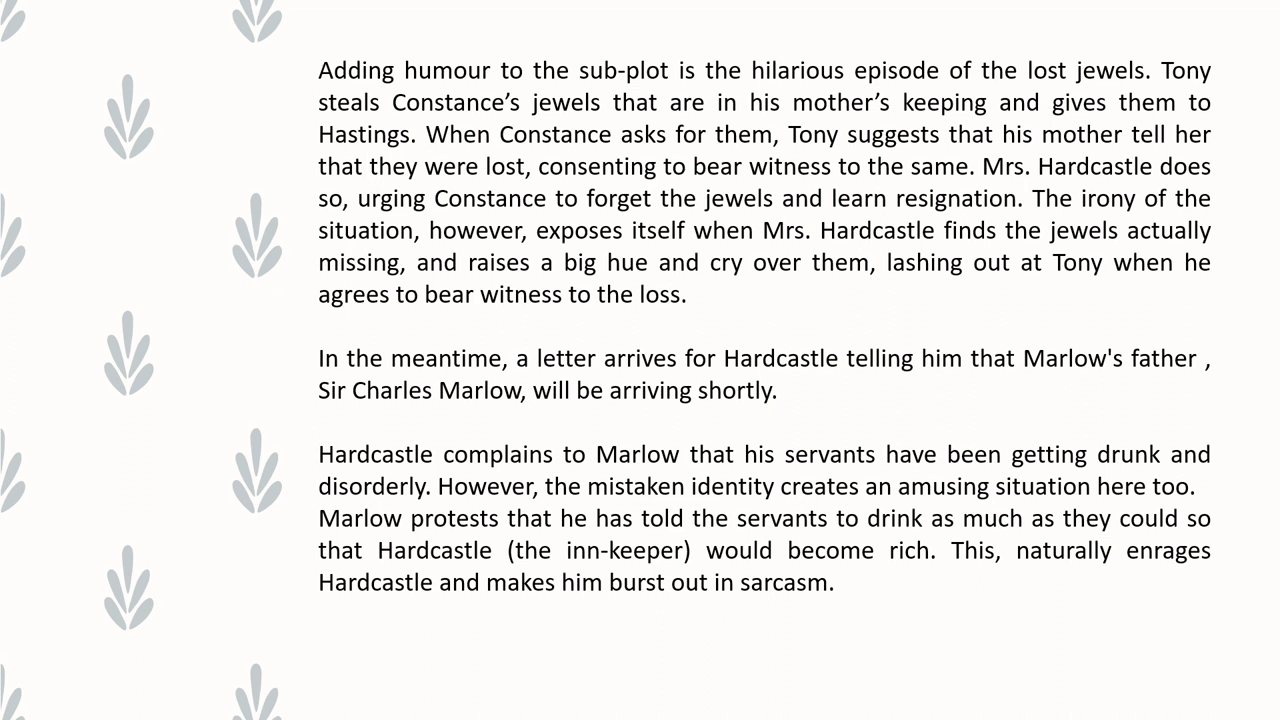 Adding humour to the sub-plot is the hilarious episode of the lost jewels. Tony
steals Constance’s jewels that are in his mother’s keeping and gives them to
Hastings. When Constance asks for them, Tony suggests that his mother tell her
that they were lost, consenting to bear witness to the same. Mrs. Hardcastle does
so, urging Constance to forget the jewels and learn resignation. The irony of the
situation, however, exposes itself when Mrs. Hardcastle finds the jewels actually
missing, and raises a big hue and cry over them, lashing out at Tony when he
agrees to bear witness to the loss.
In the meantime, a letter arrives for Hardcastle telling him that Marlow's father ,
Sir Charles Marlow, will be arriving shortly.
Hardcastle complains to Marlow that his servants have been getting drunk and
disorderly. However, the mistaken identity creates an amusing situation here too.
Marlow protests that he has told the servants to drink as much as they could so
that Hardcastle (the inn-keeper) would become rich. This, naturally enrages
Hardcastle and makes him burst out in sarcasm.